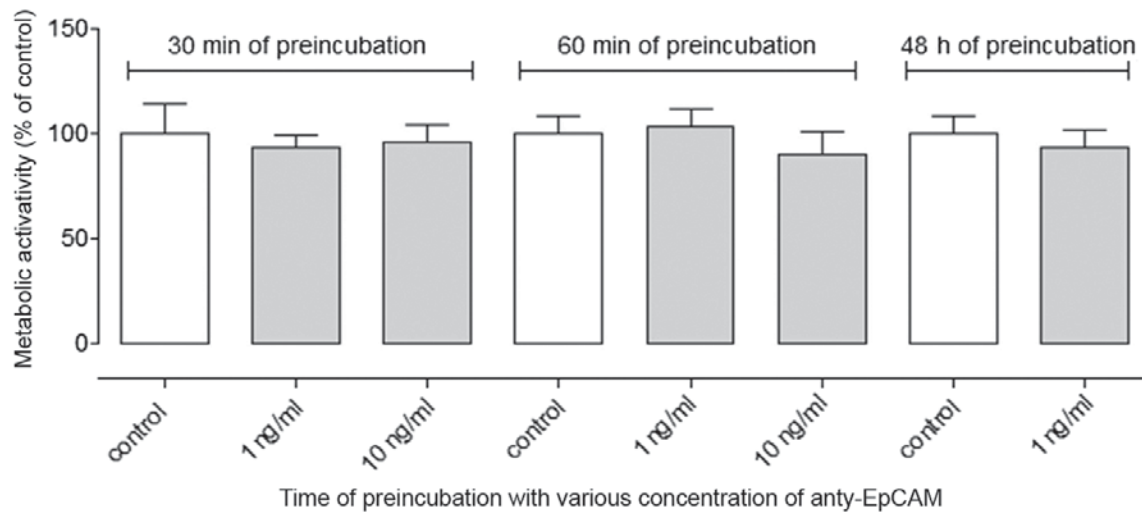 Metabolic activativity (% of control)
150
100
50
0
30 min of preincubation
60 min of preincubation
48 h of preincubation
control
1 ng/ml
10 ng/ml
control
1 ng/ml
10 ng/ml
control
1 ng/ml
Time of preincubation with various concentration of anty-EpCAM